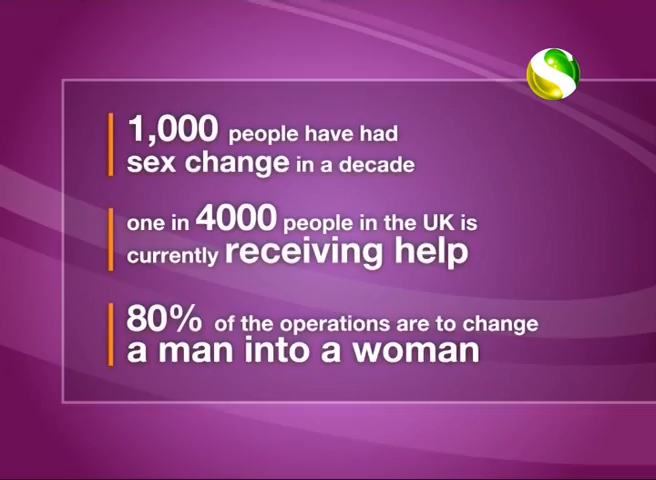 1,000 people have had
sex change in a decade
one in 4000 people in the UK is
currently receiving help
80% of the operations are to change
a man into a woman